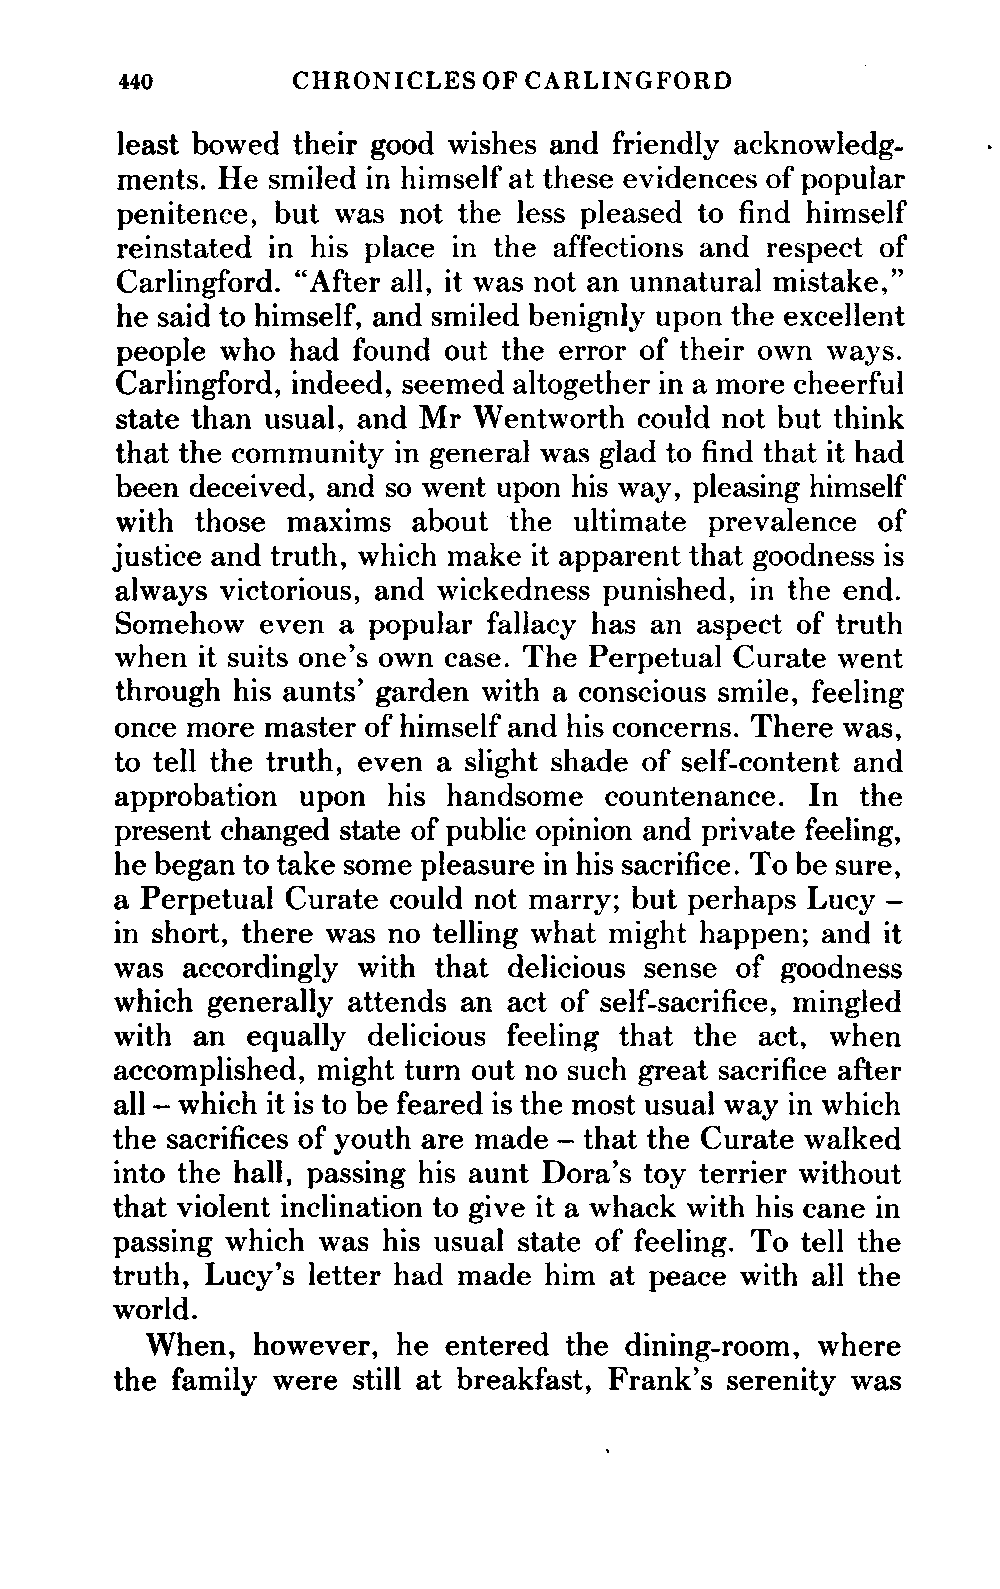 440 CHRONICLES OF CARLINGFORD
least bowed their good wishes and friendly acknowledg-
ments. He smiled in himself at these evidences of popular
penitence, but was not the less pleased to find himself
reinstated in his place in the affections and respect of
Carlingford. “After all, it was not an unnatural mistake,”
he said to himself, and smiled benignly upon the excellent
people who had found out the error of their own ways.
Carlingford, indeed, seemed altogether in a more cheerful
state than usual, and Mr Wentworth could not but think
that the community in general was glad to find that it had
been deceived, and so went upon his way, pleasing himself
with those maxims about the ultimate prevalence of
justice and truth, which make it apparent that goodness is
always victorious, and wickedness punished, in the end.
Somehow even a popular fallacy has an aspect of truth
when it suits one’s own case. The Perpetual Curate went
through his aunts’ garden with a conscious smile, feeling
once more master of himself and his concerns. There was,
to tell the truth, even a slight shade of self-content and
approbation upon his handsome countenance. In the
present changed state of public opinion and private feeling,
he began to take some pleasure in his sacrifice. To be sure,
a Perpetual Curate could not marry; but perhaps Lucy –
in short, there was no telling what might happen; and it
was accordingly with that delicious sense of goodness
which generally attends an act of self-sacrifice, mingled
with an equally delicious feeling that the act, when
accomplished, might turn out no such great sacrifice after
all – which it is to be feared is the most usual way in which
the sacrifices of youth are made – that the Curate walked
into the hall, passing his aunt Dora’s toy terrier without
that violent inclination to give it a whack with his cane in
passing which was his usual state of feeling. To tell the
truth, Lucy’s letter had made him at peace with all the
world.
When, however, he entered the dining-room, where
the family were still at breakfast, Frank’s serenity was